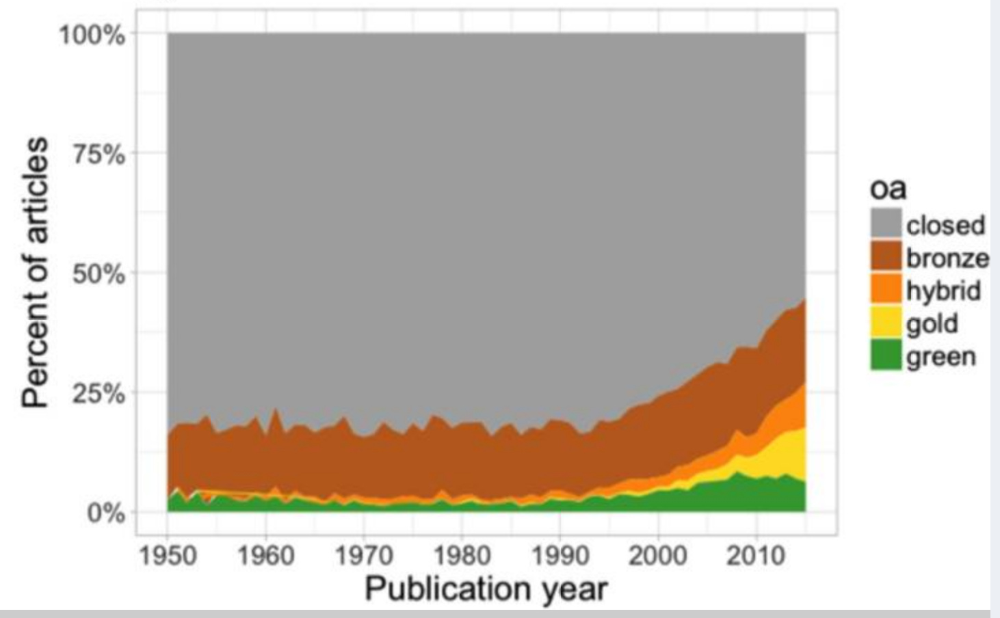 100%
75%
50%
25%
0%
Percent of articles
1950 1960 1970 1980 1990 2000 2010
Publication year
oa
closed
bronze
hybrid
gold
green